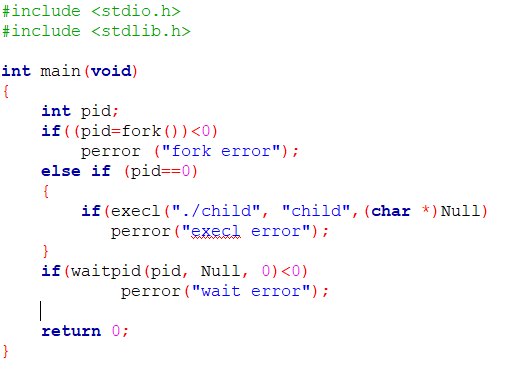 #include <stdio.h>
#include <stdlib.h>
int main(void)
{
int pid;
if((pid=fork())<0)
perror ("fork error");
else if (pid==0)
{
if(execl("./child", "child",(char *)Null)
perror("execl error");
}
if(waitpid(pid, Null, 0)<0)
perror("wait error");
return 0;
}